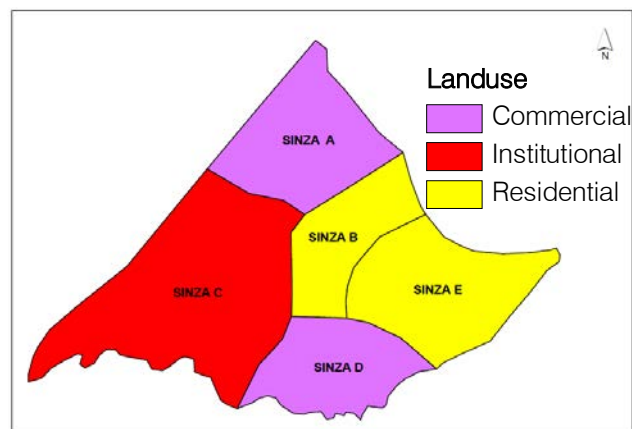 N
Landuse
Commercial
Institutional
Residential
SINZA A
SINZA B
SINZA C
SINZA E
SINZA D